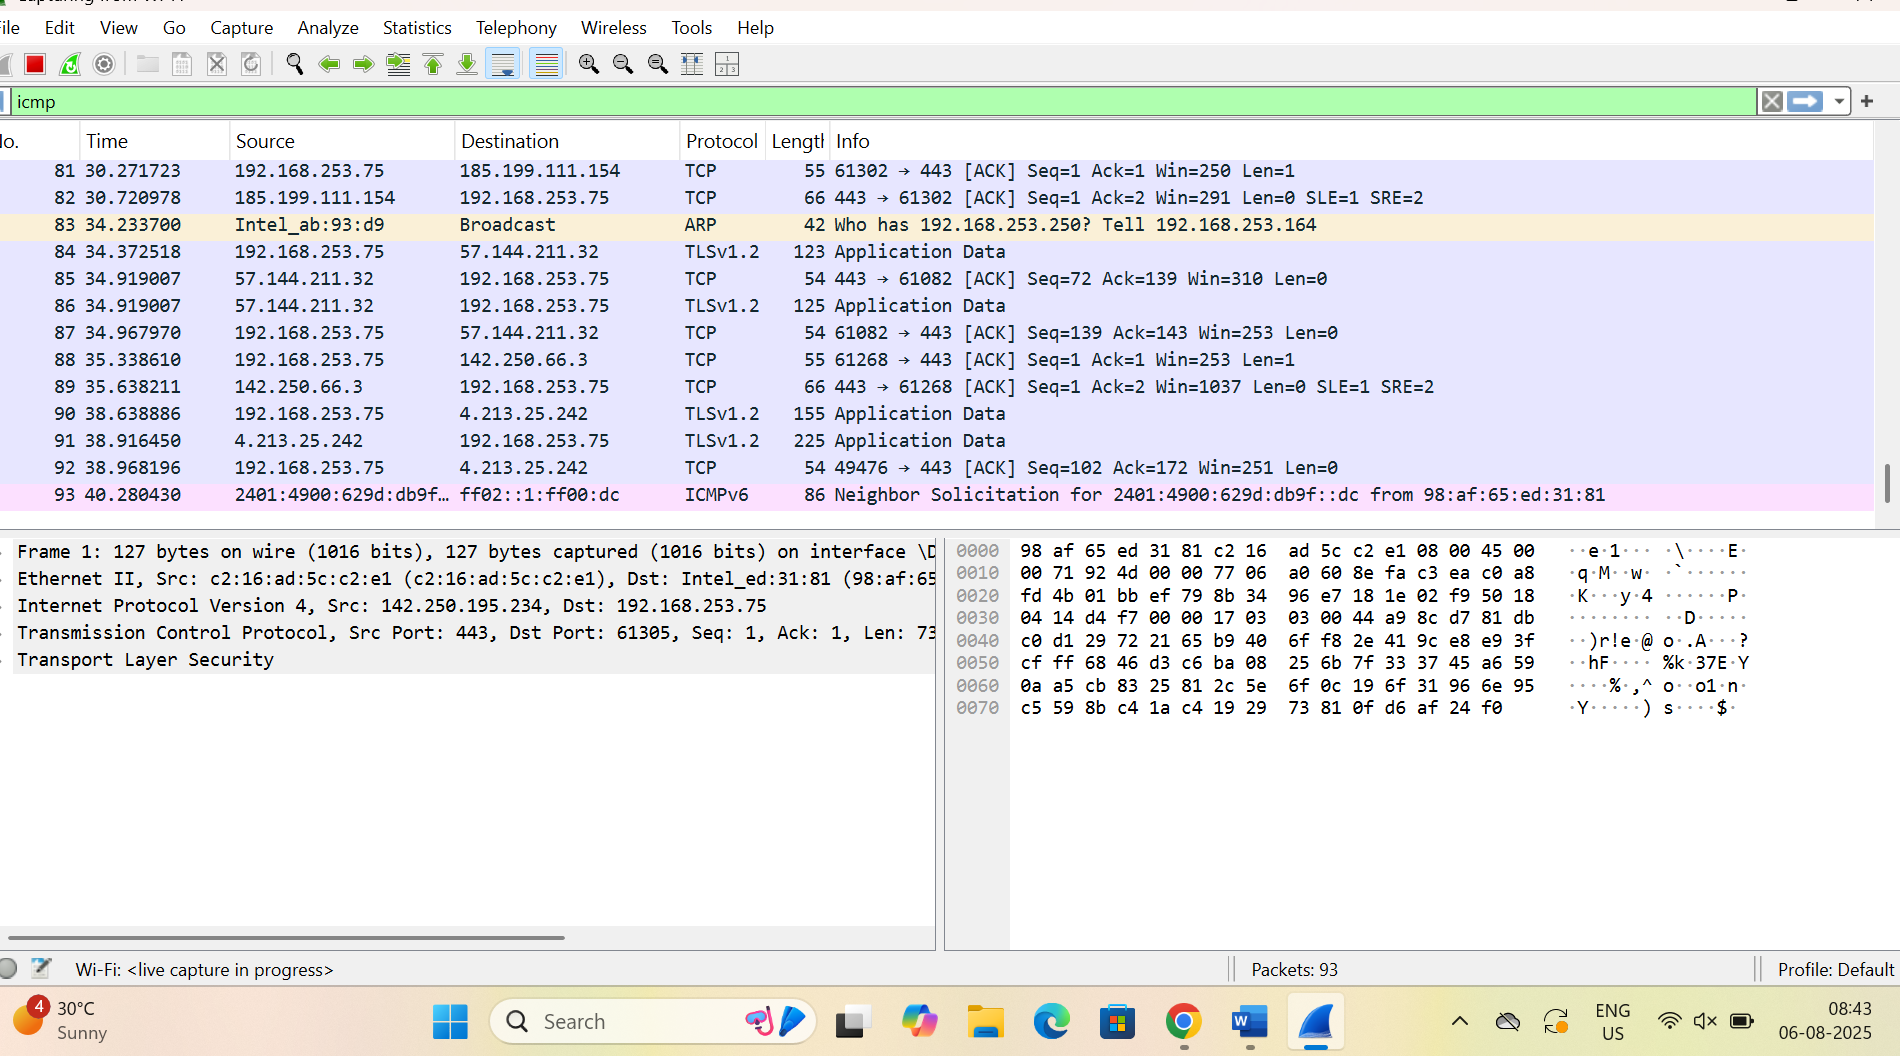 File Edit View Go Capture Analyze Statistics Telephony Wireless Tools Help
icmp
No. Time Source Destination Protocol Length Info
81 30.271723 192.168.253.75 185.199.111.154 TCP 55 61302 → 443 [ACK] Seq=1 Ack=1 Win=250 Len=1
82 30.720978 185.199.111.154 192.168.253.75 TCP 66 443 → 61302 [ACK] Seq=1 Ack=2 Win=291 Len=0 SLE=1 SRE=2
83 34.233700 Intel_ab:93:d9 Broadcast ARP 42 Who has 192.168.253.250? Tell 192.168.253.164
84 34.372518 192.168.253.75 57.144.211.32 TLSv1.2 123 Application Data
85 34.919007 57.144.211.32 192.168.253.75 TCP 54 443 → 61082 [ACK] Seq=72 Ack=139 Win=310 Len=0
86 34.919007 57.144.211.32 192.168.253.75 TLSv1.2 125 Application Data
87 34.967970 192.168.253.75 57.144.211.32 TCP 54 61082 → 443 [ACK] Seq=139 Ack=143 Win=253 Len=0
88 35.338610 192.168.253.75 142.250.66.3 TCP 55 61268 → 443 [ACK] Seq=1 Ack=1 Win=253 Len=1
89 35.638211 142.250.66.3 192.168.253.75 TCP 66 443 → 61268 [ACK] Seq=1 Ack=2 Win=1037 Len=0 SLE=1 SRE=2
90 38.638886 192.168.253.75 4.213.25.242 TLSv1.2 155 Application Data
91 38.916450 4.213.25.242 192.168.253.75 TLSv1.2 225 Application Data
92 38.968196 192.168.253.75 4.213.25.242 TCP 54 49476 → 443 [ACK] Seq=102 Ack=172 Win=251 Len=0
93 40.280430 2401:4900:629d:db9f… ff02::1:ff00:dc ICMPv6 86 Neighbor Solicitation for 2401:4900:629d:db9f::dc from 98:af:65:ed:31:81
Frame 1: 127 bytes on wire (1016 bits), 127 bytes captured (1016 bits) on interface \D
Ethernet II, Src: c2:16:ad:5c:c2:e1 (c2:16:ad:5c:c2:e1), Dst: Intel_ed:31:81 (98:af:65
Internet Protocol Version 4, Src: 142.250.195.234, Dst: 192.168.253.75
Transmission Control Protocol, Src Port: 443, Dst Port: 61305, Seq: 1, Ack: 1, Len: 73
Transport Layer Security
0000 98 af 65 ed 31 81 c2 16 ad 5c c2 e1 08 00 45 00 ··e·1··· ·\····E·
0010 00 71 92 4d 00 00 77 06 a0 60 8e fa c3 ea c0 a8 ·q·M··w· ·`······
0020 fd 4b 01 bb ef 79 8b 34 96 e7 18 1e 02 f9 50 18 ·K···y·4 ······P·
0030 04 14 d4 f7 00 00 17 03 03 00 44 a9 8c d7 81 db ········ ··D·····
0040 c0 d1 29 72 21 65 b9 40 6f f8 2e 41 9c e8 e9 3f ··)r!e·@ o·.A···?
0050 cf ff 68 46 d3 c6 ba 08 25 6b 7f 33 37 45 a6 59 ··hF···· %k·37E·Y
0060 0a a5 cb 83 25 81 2c 5e 6f 0c 19 6f 31 96 6e 95 ····%·,^ o··o1·n·
0070 c5 59 8b c4 1a c4 19 29 73 81 0f d6 af 24 f0 ·Y·····) s····$·
Wi-Fi: <live capture in progress> Packets: 93 Profile: Default
4 30°C
Sunny
Search
ENG
US
08:43
06-08-2025